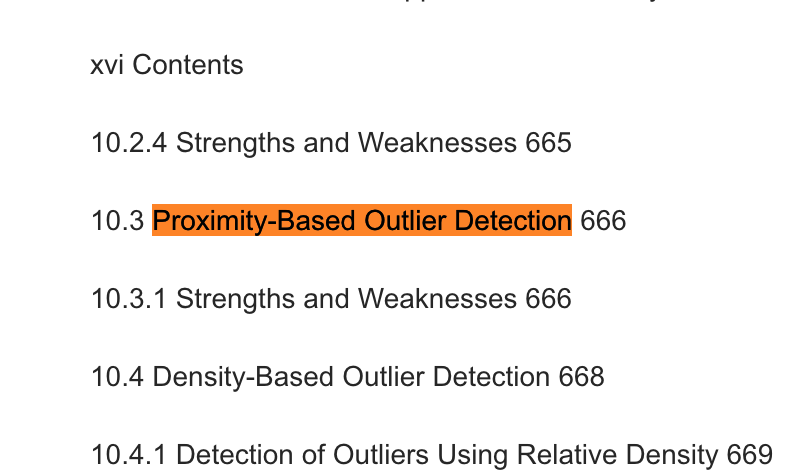 xvi Contents
10.2.4 Strengths and Weaknesses 665
10.3 Proximity-Based Outlier Detection 666
10.3.1 Strengths and Weaknesses 666
10.4 Density-Based Outlier Detection 668
10.4.1 Detection of Outliers Using Relative Density 669